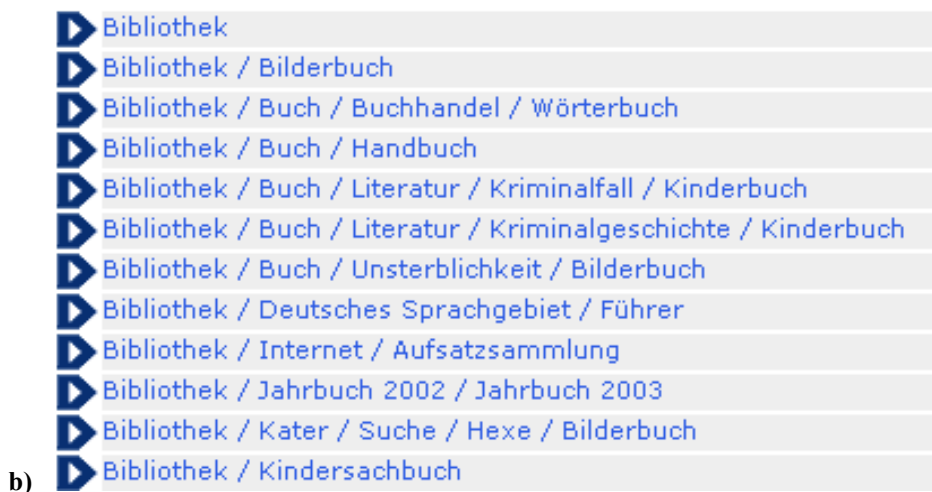 Bibliothek
Bibliothek / Bilderbuch
Bibliothek / Buch / Buchhandel / Wörterbuch
Bibliothek / Buch / Handbuch
Bibliothek / Buch / Literatur / Kriminalfall / Kinderbuch
Bibliothek / Buch / Literatur / Kriminalgeschichte / Kinderbuch
Bibliothek / Buch / Unsterblichkeit / Bilderbuch
Bibliothek / Deutsches Sprachgebiet / Führer
Bibliothek / Internet / Aufsatzsammlung
Bibliothek / Jahrbuch 2002 / Jahrbuch 2003
Bibliothek / Kater / Suche / Hexe / Bilderbuch
b) Bibliothek / Kindersachbuch